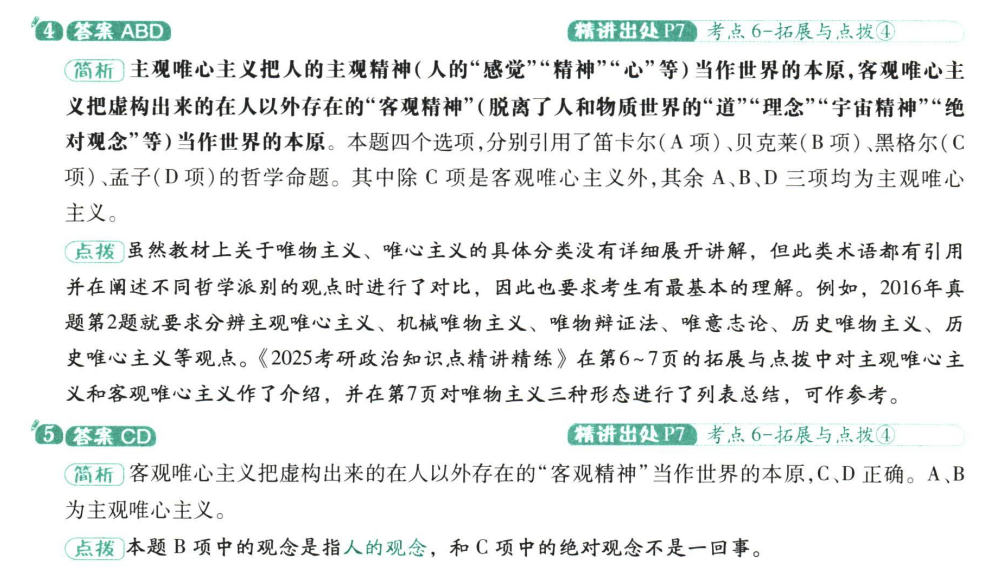 4 答案 ABD 精讲出处 P7 考点 6-拓展与点拨④
简析 主观唯心主义把人的主观精神(人的“感觉”“精神”“心”等)当作世界的本原,客观唯心主
义把虚构出来的在人以外存在的“客观精神”(脱离了人和物质世界的“道”“理念”“宇宙精神”“绝
对观念”等)当作世界的本原。本题四个选项,分别引用了笛卡尔(A 项)、贝克莱(B 项)、黑格尔(C
项)、孟子(D 项)的哲学命题。其中除 C 项是客观唯心主义外,其余 A、B、D 三项均为主观唯心
主义。
点拨 虽然教材上关于唯物主义、唯心主义的具体分类没有详细展开讲解，但此类术语都有引用
并在阐述不同哲学派别的观点时进行了对比，因此也要求考生有最基本的理解。例如，2016年真
题第2题就要求分辨主观唯心主义、机械唯物主义、唯物辩证法、唯意志论、历史唯物主义、历
史唯心主义等观点。《2025考研政治知识点精讲精练》在第6~7页的拓展与点拨中对主观唯心主
义和客观唯心主义作了介绍，并在第7页对唯物主义三种形态进行了列表总结，可作参考。
5 答案 CD 精讲出处 P7 考点 6-拓展与点拨④
简析 客观唯心主义把虚构出来的在人以外存在的“客观精神”当作世界的本原,C、D 正确。A、B
为主观唯心主义。
点拨 本题 B 项中的观念是指人的观念，和 C 项中的绝对观念不是一回事。